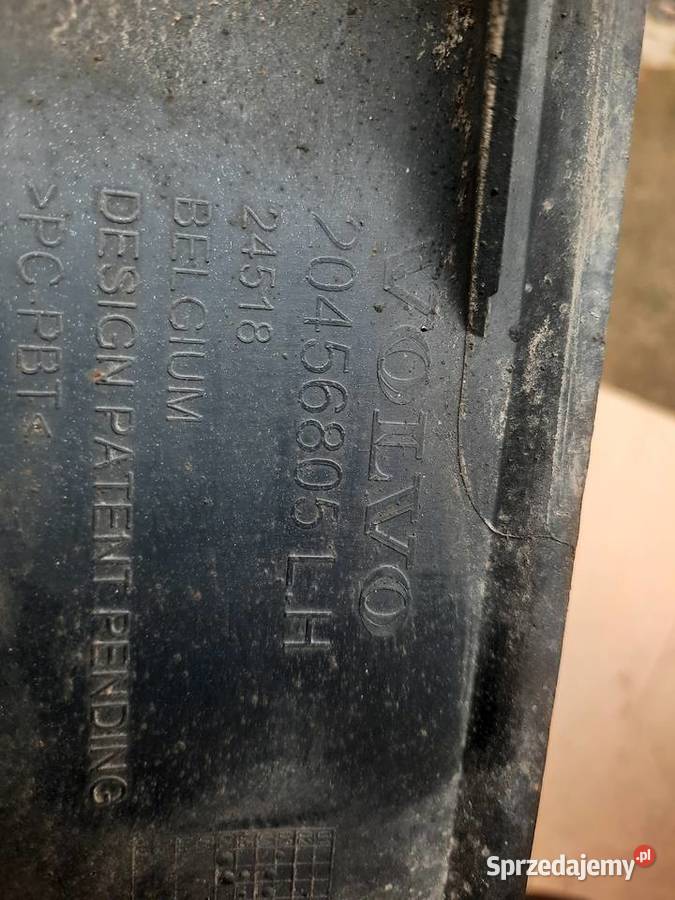 VOLVO
20456805 LH
24518
BELGIUM
DESIGN PATENT PENDING
>PC-PBT<
Sprzedajemy.pl